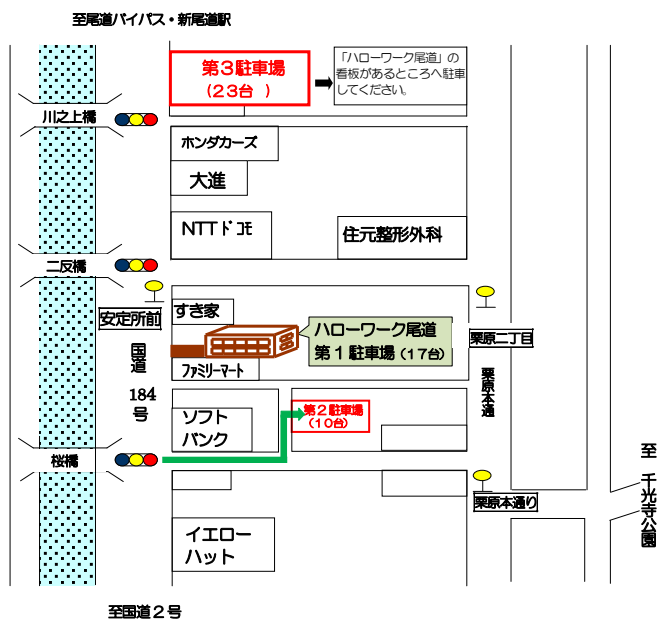 至尾道バイパス・新尾道駅
第３駐車場
（２３台　）
「ハローワーク尾道」の
看板があるところへ駐車
してください。
川之上橋
ホンダカーズ
大進
NTTﾄﾞｺﾓ
住元整形外科
二反橋
安定所前
すき家
ハローワーク尾道
第１駐車場（１７台）
栗原二丁目
国道
184
号
ﾌｧﾐﾘｰﾏｰﾄ
栗原本通
ソフト
バンク
第２駐車場
（１０台）
桜橋
栗原本通り
至　千光寺公園
イエロー
ハット
至国道２号